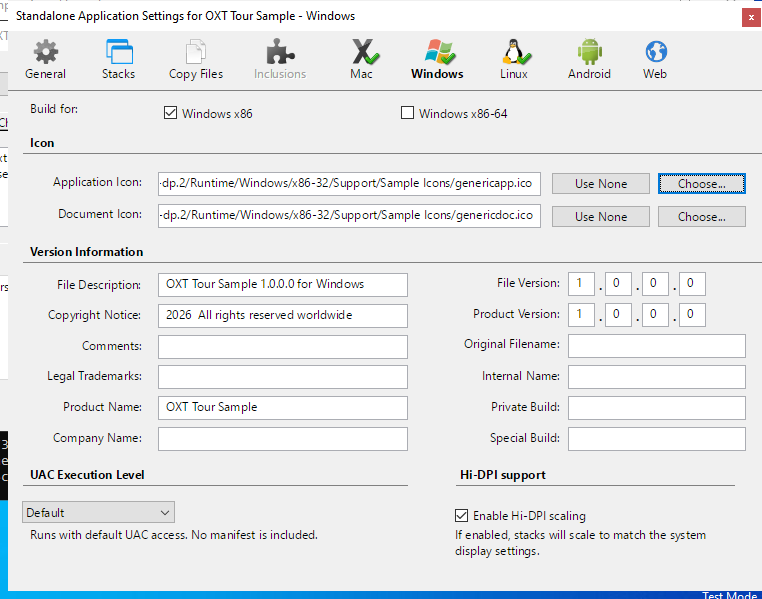 Standalone Application Settings for OXT Tour Sample - Windows
x
General Stacks Copy Files Inclusions Mac Windows Linux Android Web
Build for: Windows x86 Windows x86-64
Icon
Application Icon: -dp.2/Runtime/Windows/x86-32/Support/Sample Icons/genericapp.ico Use None Choose...
Document Icon: -dp.2/Runtime/Windows/x86-32/Support/Sample Icons/genericdoc.ico Use None Choose...
Version Information
File Description: OXT Tour Sample 1.0.0.0 for Windows File Version: 1 . 0 . 0 . 0
Copyright Notice: 2026 All rights reserved worldwide Product Version: 1 . 0 . 0 . 0
Comments: Original Filename:
Legal Trademarks: Internal Name:
Product Name: OXT Tour Sample Private Build:
Company Name: Special Build:
UAC Execution Level Hi-DPI support
Default Enable Hi-DPI scaling
Runs with default UAC access. No manifest is included. If enabled, stacks will scale to match the system
display settings.
Test Mode